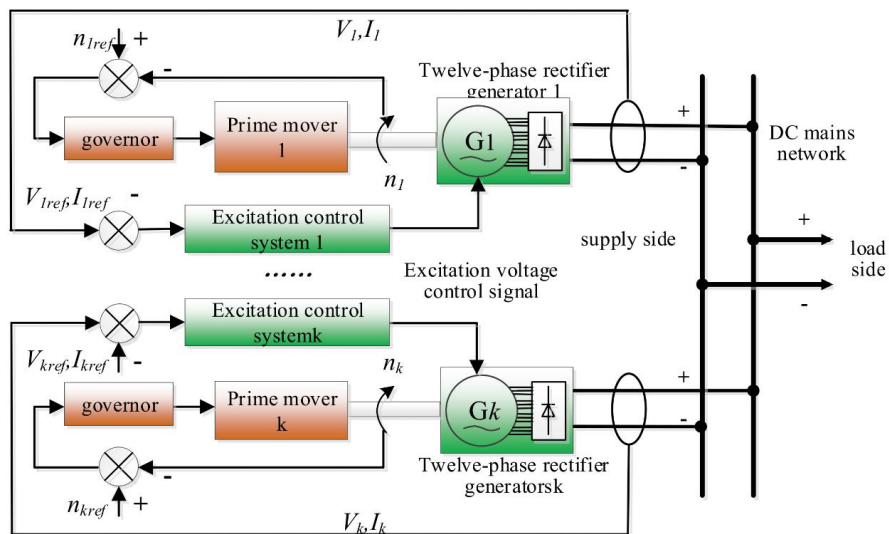 V1,I1
n1ref +
-
Twelve-phase rectifier
generator 1
governor
Prime mover
1
G1
+
-
DC mains
network
n1
V1ref,I1ref -
Excitation control
system 1
supply side
+
-
load
side
......
Excitation voltage
control signal
Excitation control
systemk
Vkref,Ikref -
nk
governor
Prime mover
k
Gk
+
-
-
nkref +
Twelve-phase rectifier
generatorsk
Vk,Ik